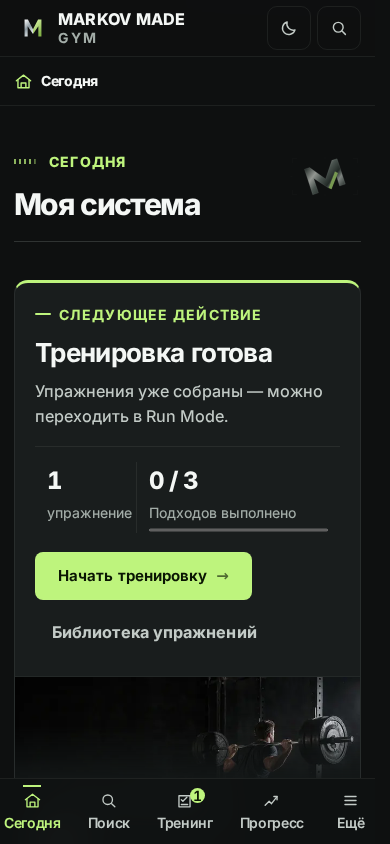 MARKOV MADE
GYM
Сегодня
СЕГОДНЯ
Моя система
СЛЕДУЮЩЕЕ ДЕЙСТВИЕ
Тренировка готова
Упражнения уже собраны — можно
переходить в Run Mode.
1
упражнение
0 / 3
Подходов выполнено
Начать тренировку →
Библиотека упражнений
1
Сегодня Поиск Тренинг Прогресс Ещё